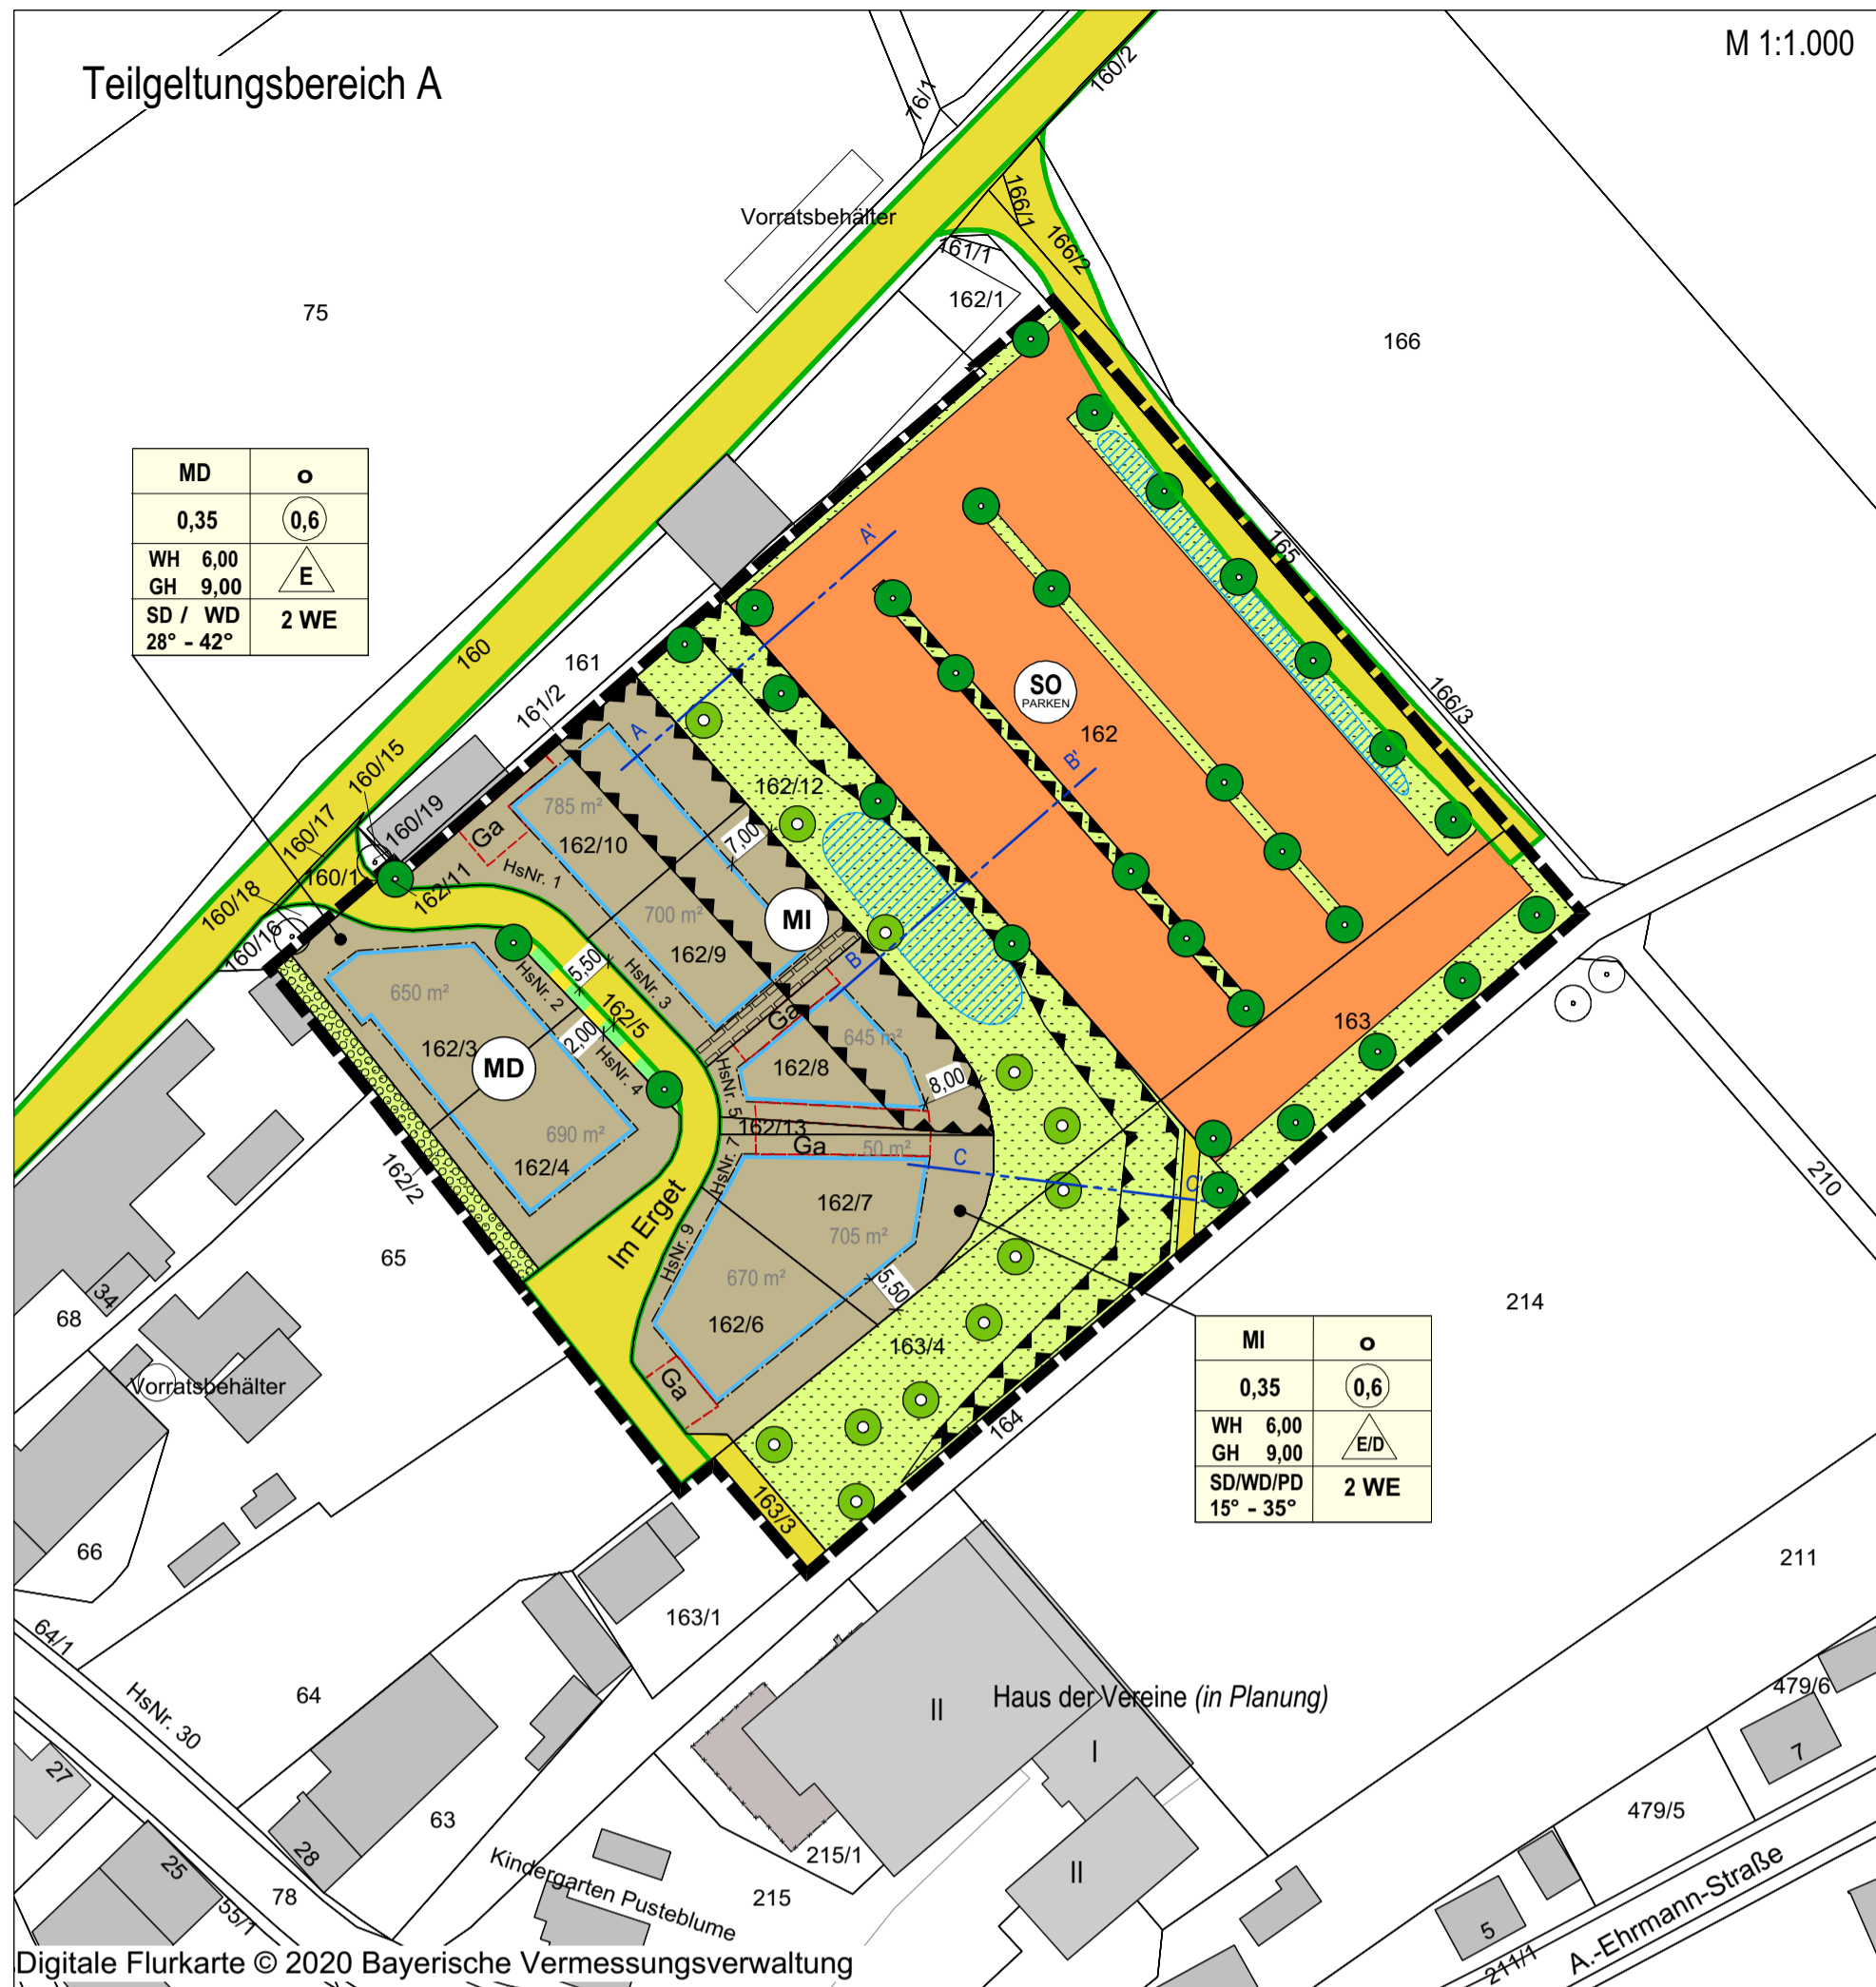 Teilgeltungsbereich A
M 1:1.000
160/2
76/1
Vorratsbehälter
166/1
166/2
161/1
162/1
75
166
MD
o
0,35
0,6
WH 6,00
GH 9,00
E
SD / WD
28° - 42°
2 WE
160
161
161/2
A'
165
SO
PARKEN
162
166/3
B'
A
160/15
160/17
160/19
160/18
160/1
162/11
160/16
Ga
785 m²
162/10
HsNr. 1
7,00
162/12
700 m²
162/9
MI
B
650 m²
5,50
HsNr. 2
HsNr. 3
162/5
2,00
162/3
MD
HsNr. 4
Ga
645 m²
162/8
8,00
HsNr. 5
162/13
Ga
50 m²
163
690 m²
162/4
162/2
HsNr. 7
C
C'
162/7
705 m²
210
Im Erget
HsNr. 9
670 m²
162/6
5,50
65
34
68
Vorratsbehälter
Ga
163/4
214
164
MI
o
0,35
0,6
WH 6,00
GH 9,00
E/D
SD/WD/PD
15° - 35°
2 WE
163/3
66
211
163/1
64/1
HsNr. 30
64
II
Haus der Vereine (in Planung)
I
479/6
7
27
63
479/5
28
25
Kindergarten Pusteblume
215/1
II
215
78
55/1
5
211/1
A.-Ehrmann-Straße
Digitale Flurkarte © 2020 Bayerische Vermessungsverwaltung